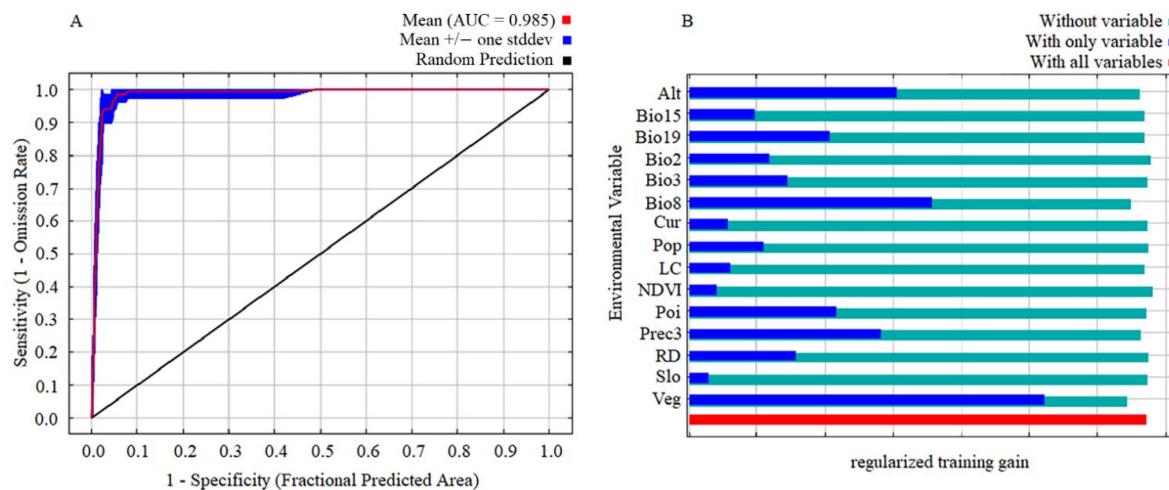 A
Mean (AUC = 0.985)
Mean +/− one stddev
Random Prediction
Sensitivity (1 - Omission Rate)
1.0
0.9
0.8
0.7
0.6
0.5
0.4
0.3
0.2
0.1
0.0
0.0 0.1 0.2 0.3 0.4 0.5 0.6 0.7 0.8 0.9 1.0
1 - Specificity (Fractional Predicted Area)
B
Without variable
With only variable
With all variables
Environmental Variable
Alt
Bio15
Bio19
Bio2
Bio3
Bio8
Cur
Pop
LC
NDVI
Poi
Prec3
RD
Slo
Veg
regularized training gain